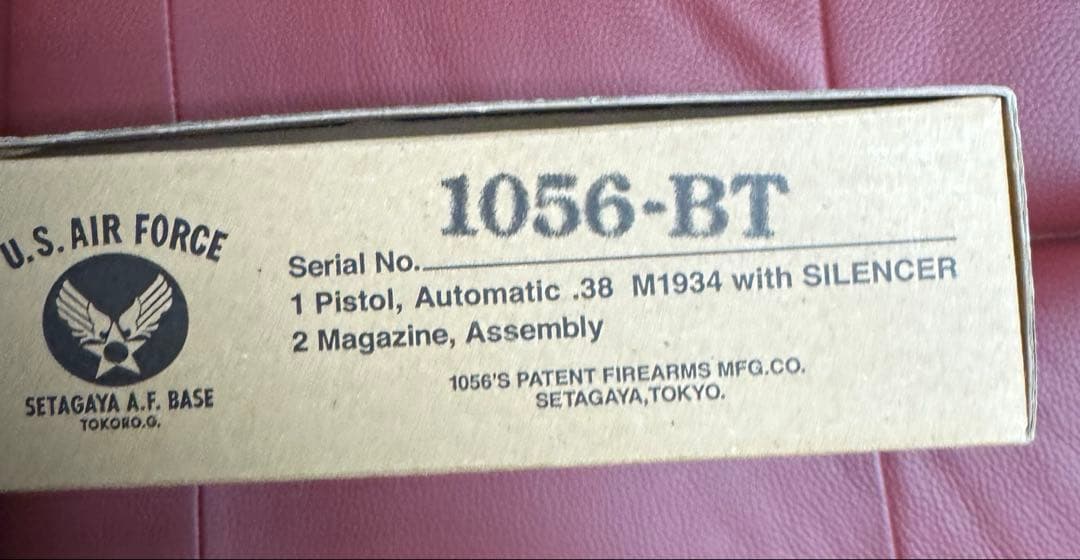 U.S. AIR FORCE
SETAGAYA A.F. BASE
TOKORO.G.
1056-BT
Serial No.
1 Pistol, Automatic .38 M1934 with SILENCER
2 Magazine, Assembly
1056'S PATENT FIREARMS MFG.CO.
SETAGAYA,TOKYO.